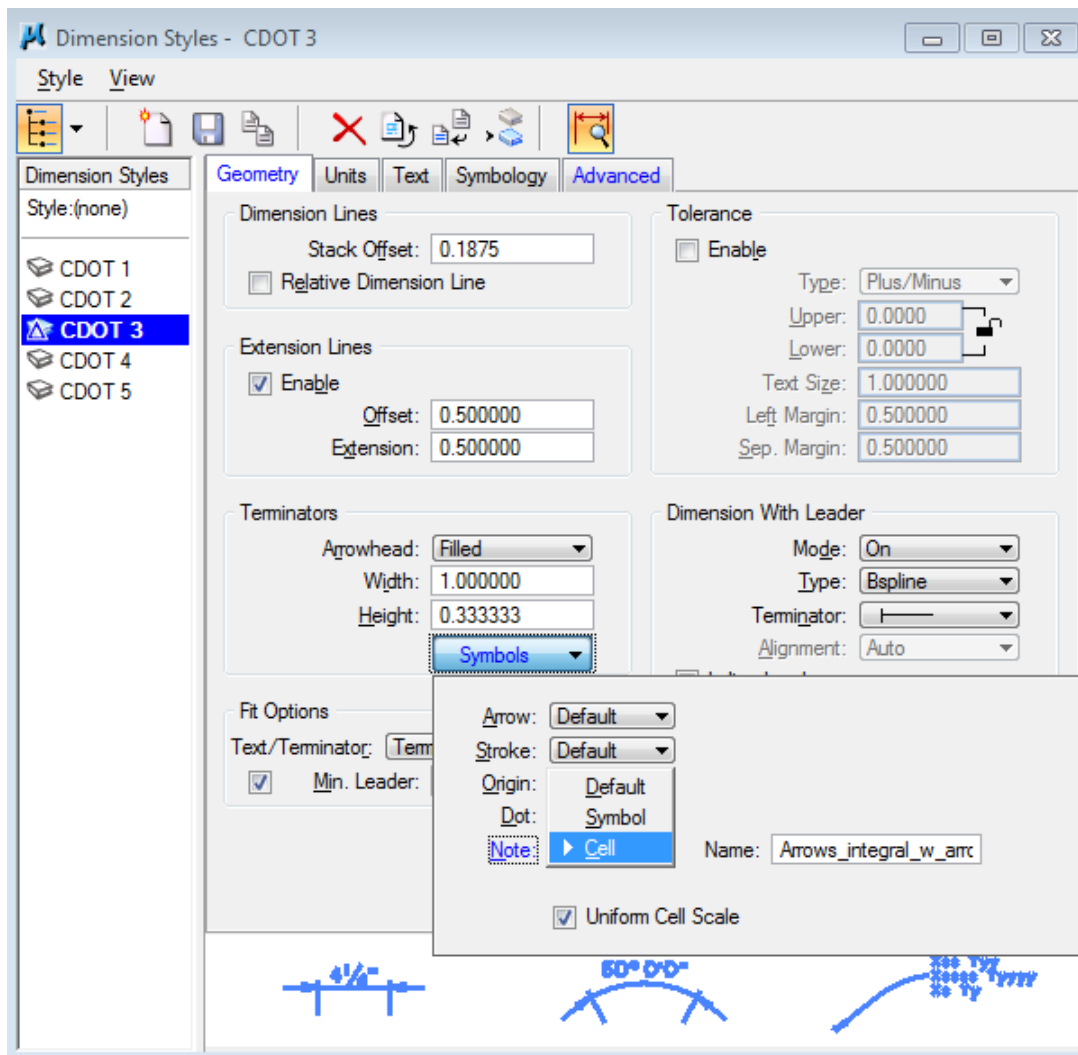 Dimension Styles - CDOT 3
Style View
Dimension Styles
Style:(none)
CDOT 1
CDOT 2
CDOT 3
CDOT 4
CDOT 5
Geometry Units Text Symbology Advanced
Dimension Lines
Stack Offset: 0.1875
Relative Dimension Line
Extension Lines
Enable
Offset: 0.500000
Extension: 0.500000
Terminators
Arrowhead: Filled
Width: 1.000000
Height: 0.333333
Symbols
Fit Options
Text/Terminator:
Min. Leader:
Tolerance
Enable
Type: Plus/Minus
Upper: 0.0000
Lower: 0.0000
Text Size: 1.000000
Left Margin: 0.500000
Sep. Margin: 0.500000
Dimension With Leader
Mode: On
Type: Bspline
Terminator:
Alignment: Auto
Arrow: Default
Stroke: Default
Origin: Default
Dot: Symbol
Note: Cell Name: Arrows_integral_w_arrc
Uniform Cell Scale